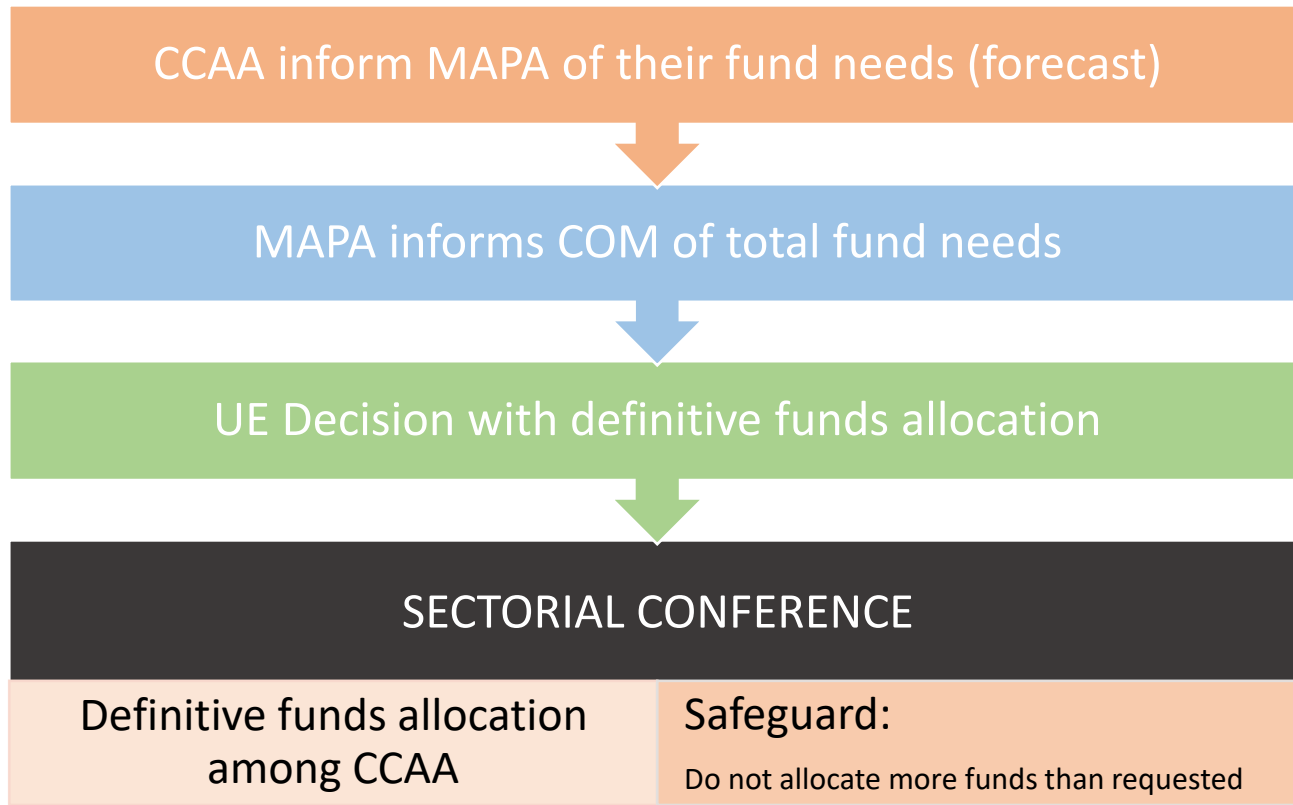 CCAA inform MAPA of their fund needs (forecast)
MAPA informs COM of total fund needs
UE Decision with definitive funds allocation
SECTORIAL CONFERENCE
Definitive funds allocation
among CCAA
Safeguard:
Do not allocate more funds than requested